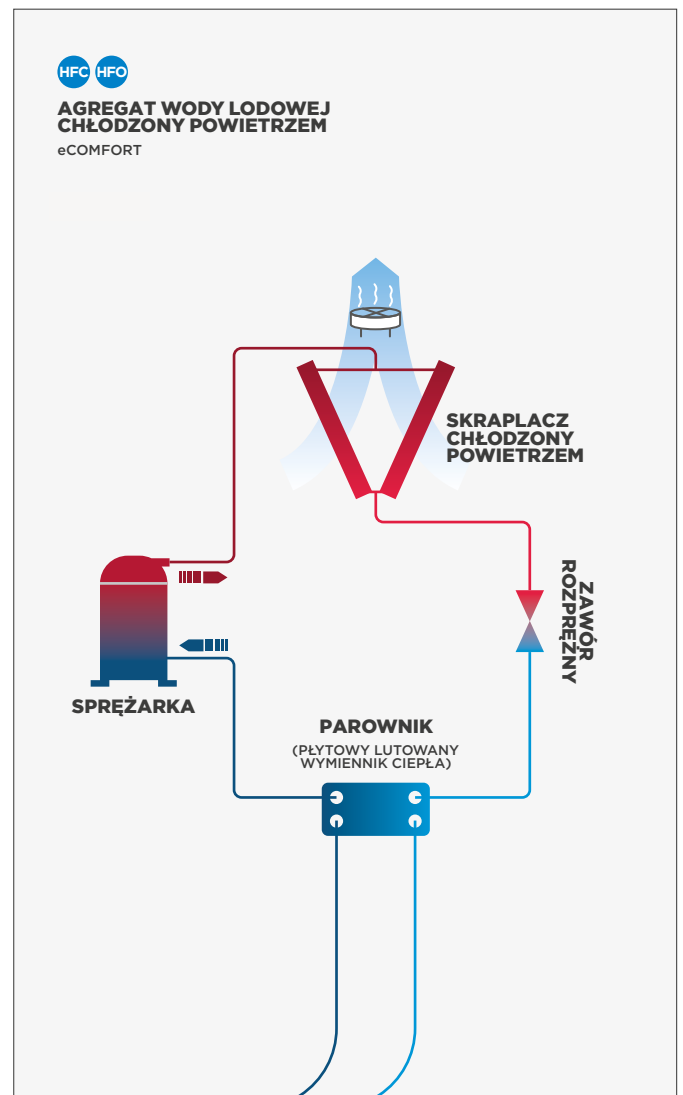 HFC HFO
AGREGAT WODY LODOWEJ
CHŁODZONY POWIETRZEM
eCOMFORT
SKRAPLACZ
CHŁODZONY
POWIETRZEM
ZAWÓR
ROZPRĘŻNY
SPRĘŻARKA
PAROWNIK
(PŁYTOWY LUTOWANY
WYMIENNIK CIEPŁA)